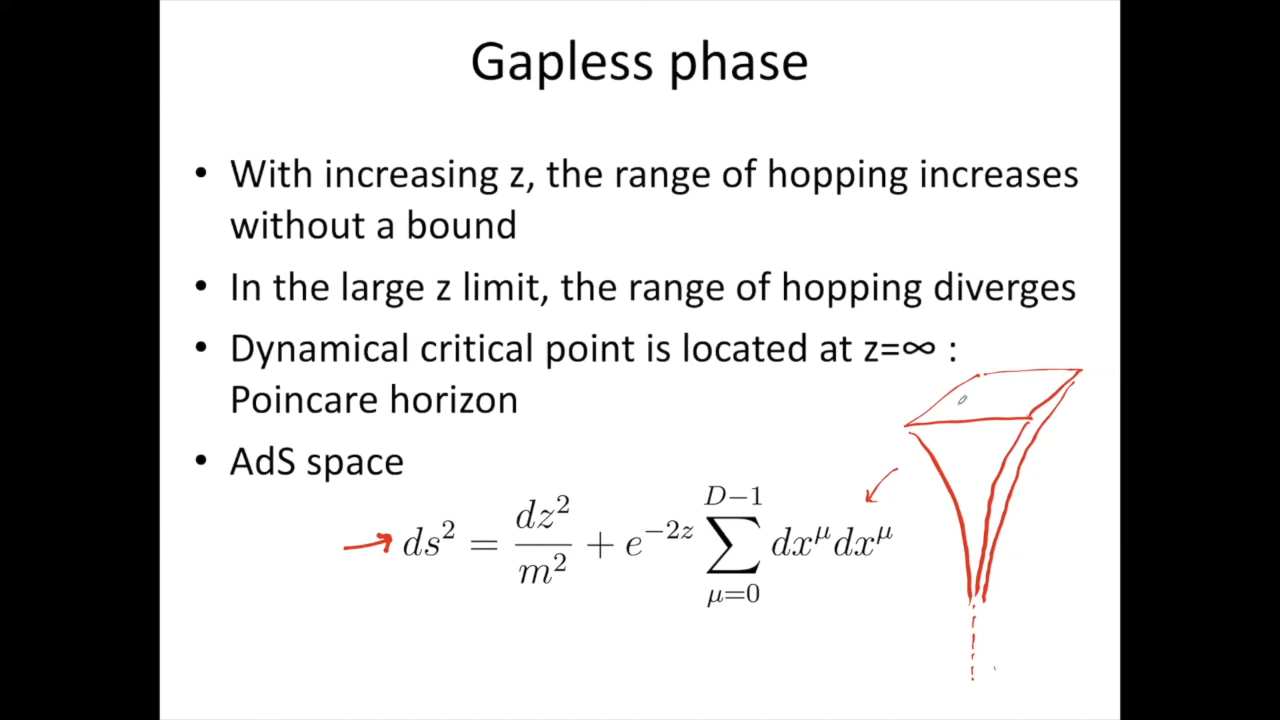 Gapless phase
• With increasing z, the range of hopping increases
without a bound
• In the large z limit, the range of hopping diverges
• Dynamical critical point is located at z=∞ :
Poincare horizon
• AdS space
ds² = dz²/m² + e^{-2z} ∑_{μ=0}^{D−1} dx^μ dx^μ